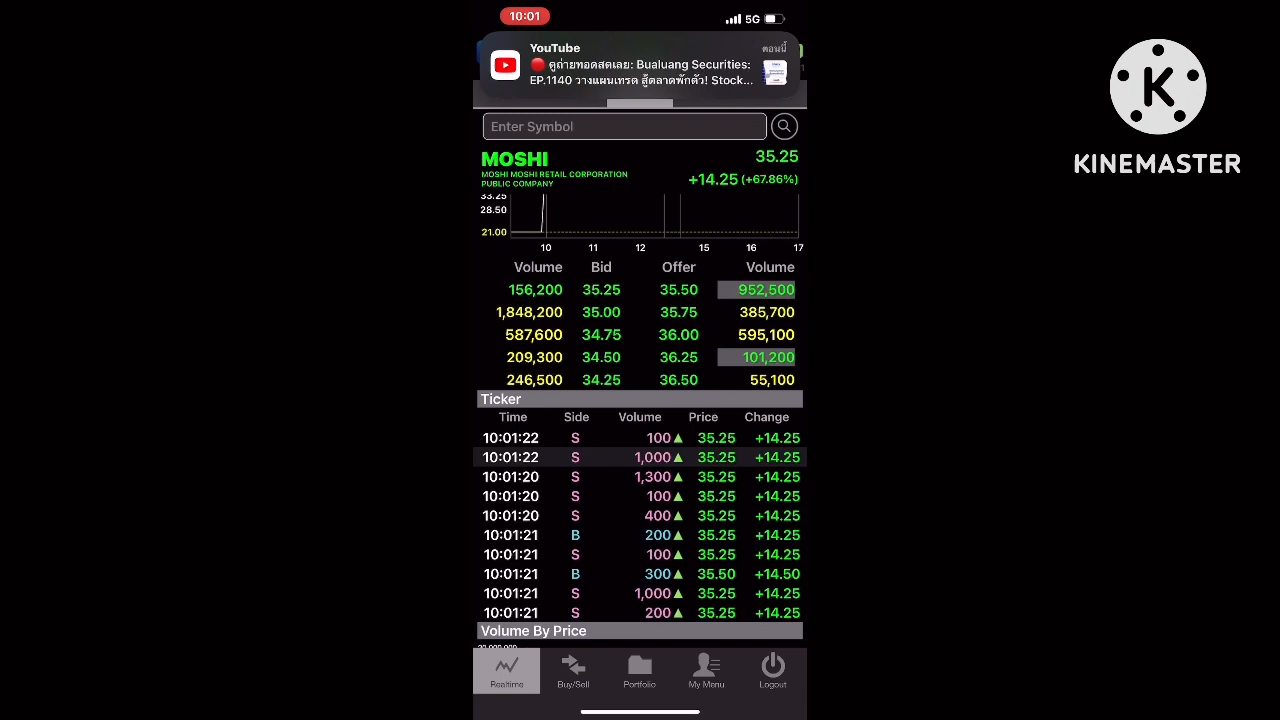 10:01
5G
YouTube
ตอนนี้
🔴 ดูถ่ายทอดสดเลย: Bualuang Securities:
EP.1140 วางแผนเทรด สู้ตลาดพักตัว! Stock...
K
KINEMASTER
Enter Symbol
MOSHI 35.25
MOSHI MOSHI RETAIL CORPORATION
PUBLIC COMPANY
+14.25 (+67.86%)
33.25
28.50
21.00
10 11 12 15 16 17
Volume Bid Offer Volume
156,200 35.25 35.50 952,500
1,848,200 35.00 35.75 385,700
587,600 34.75 36.00 595,100
209,300 34.50 36.25 101,200
246,500 34.25 36.50 55,100
Ticker
Time Side Volume Price Change
10:01:22 S 100▲ 35.25 +14.25
10:01:22 S 1,000▲ 35.25 +14.25
10:01:20 S 1,300▲ 35.25 +14.25
10:01:20 S 100▲ 35.25 +14.25
10:01:20 S 400▲ 35.25 +14.25
10:01:21 B 200▲ 35.25 +14.25
10:01:21 S 100▲ 35.25 +14.25
10:01:21 B 300▲ 35.50 +14.50
10:01:21 S 1,000▲ 35.25 +14.25
10:01:21 S 200▲ 35.25 +14.25
Volume By Price
Realtime Buy/Sell Portfolio My Menu Logout